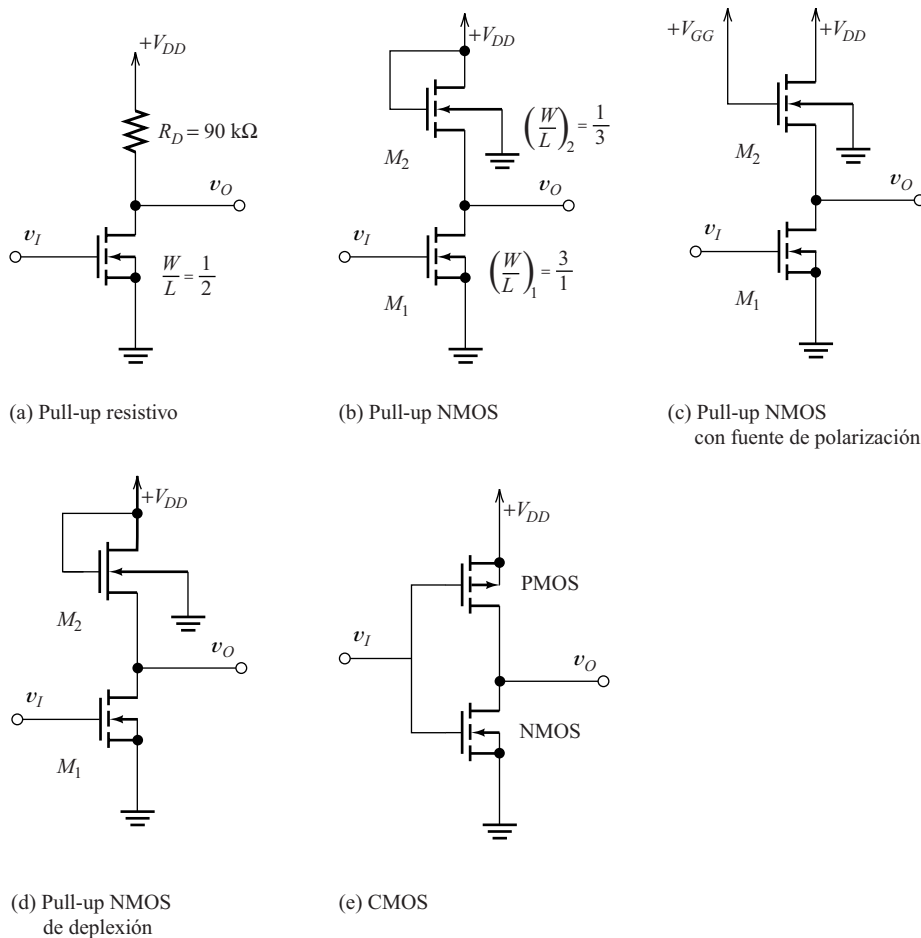 +V_DD
R_D = 90 kΩ
v_O
v_I
W/L = 1/2
(a) Pull-up resistivo
+V_DD
(W/L)_2 = 1/3
M_2
v_O
v_I
(W/L)_1 = 3/1
M_1
(b) Pull-up NMOS
+V_GG
+V_DD
M_2
v_O
v_I
M_1
(c) Pull-up NMOS
con fuente de polarización
+V_DD
M_2
v_O
v_I
M_1
(d) Pull-up NMOS
de deplexión
+V_DD
PMOS
v_I
v_O
NMOS
(e) CMOS